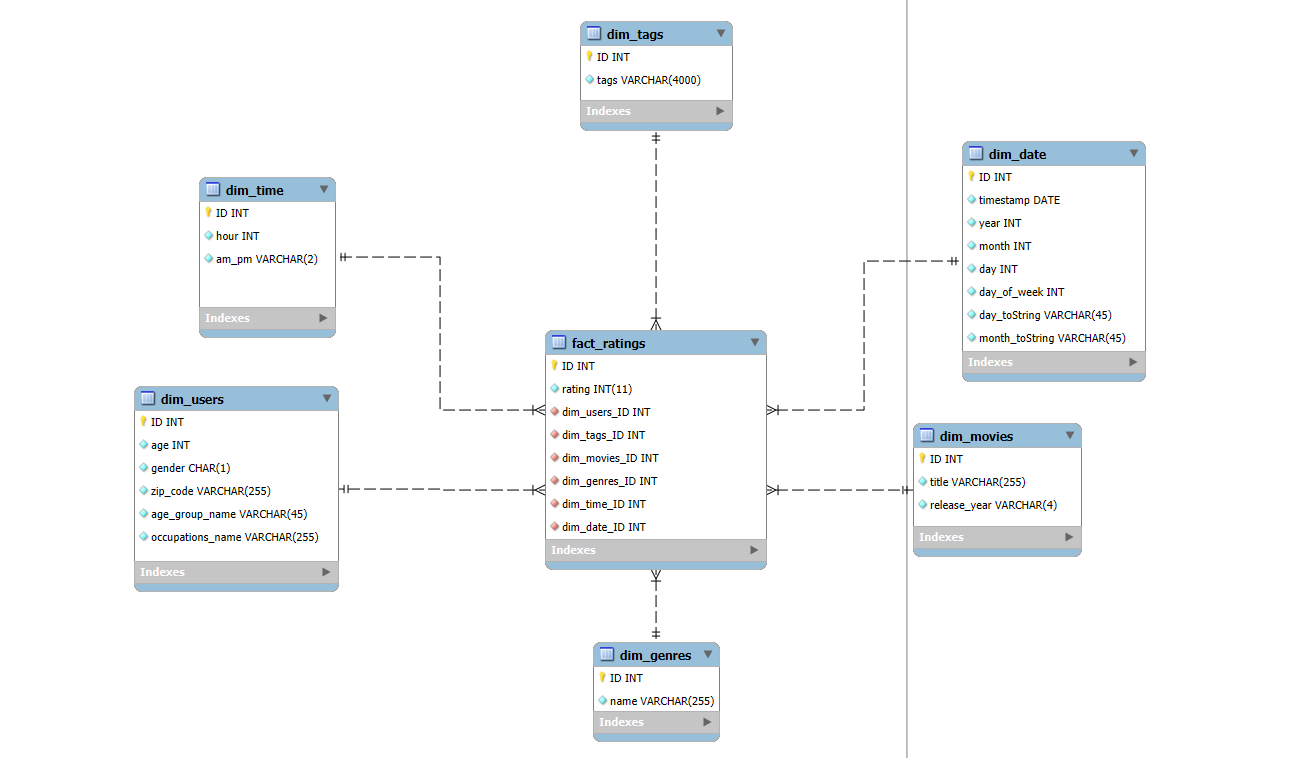 dim_tags
ID INT
tags VARCHAR(4000)
Indexes
dim_time
ID INT
hour INT
am_pm VARCHAR(2)
Indexes
dim_date
ID INT
timestamp DATE
year INT
month INT
day INT
day_of_week INT
day_toString VARCHAR(45)
month_toString VARCHAR(45)
Indexes
fact_ratings
ID INT
rating INT(11)
dim_users_ID INT
dim_tags_ID INT
dim_movies_ID INT
dim_genres_ID INT
dim_time_ID INT
dim_date_ID INT
Indexes
dim_users
ID INT
age INT
gender CHAR(1)
zip_code VARCHAR(255)
age_group_name VARCHAR(45)
occupations_name VARCHAR(255)
Indexes
dim_movies
ID INT
title VARCHAR(255)
release_year VARCHAR(4)
Indexes
dim_genres
ID INT
name VARCHAR(255)
Indexes